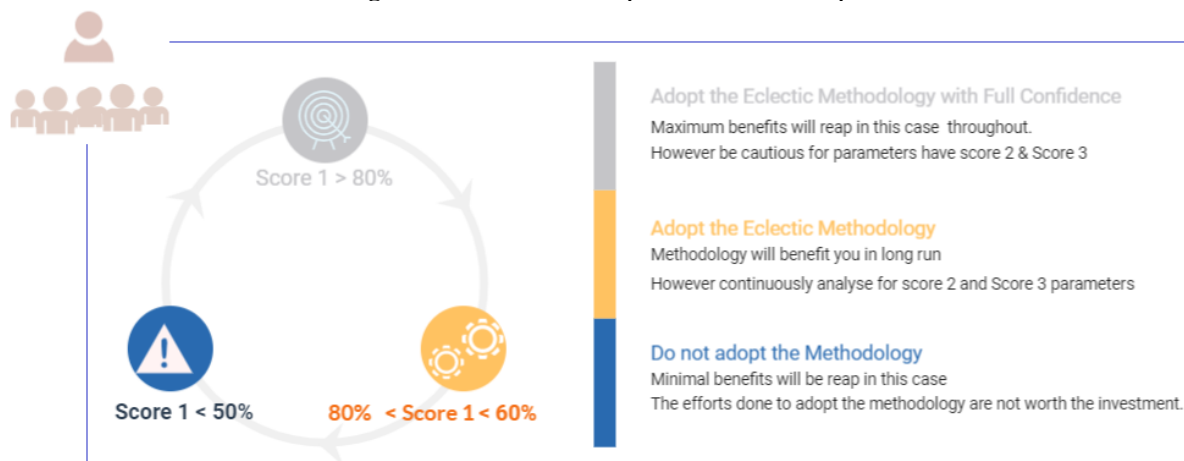 Score 1 > 80%
Score 1 < 50%
80% < Score 1 < 60%
Adopt the Eclectic Methodology with Full Confidence
Maximum benefits will reap in this case throughout.
However be cautious for parameters have score 2 & Score 3
Adopt the Eclectic Methodology
Methodology will benefit you in long run
However continuously analyse for score 2 and Score 3 parameters
Do not adopt the Methodology
Minimal benefits will be reap in this case
The efforts done to adopt the methodology are not worth the investment.